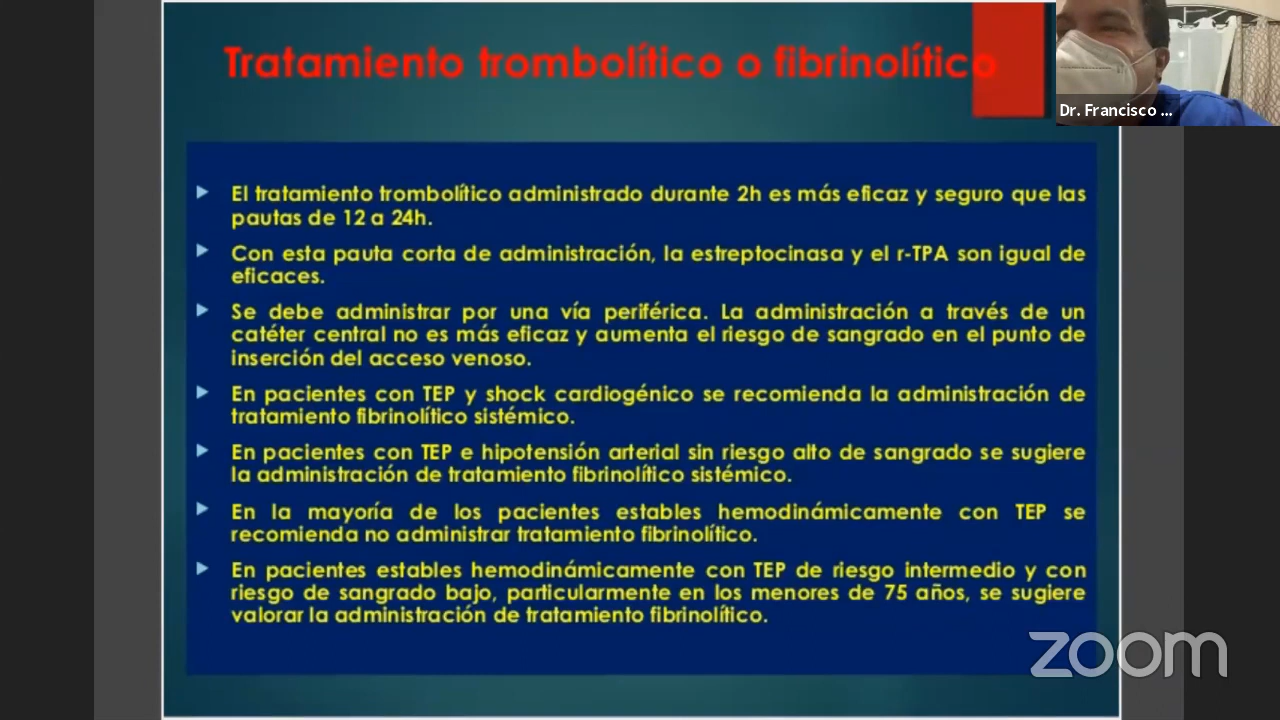 Tratamiento trombolítico o fibrinolítico
Dr. Francisco ...
El tratamiento trombolítico administrado durante 2h es más eficaz y seguro que las
pautas de 12 a 24h.
Con esta pauta corta de administración, la estreptocinasa y el r-TPA son igual de
eficaces.
Se debe administrar por una vía periférica. La administración a través de un
catéter central no es más eficaz y aumenta el riesgo de sangrado en el punto de
inserción del acceso venoso.
En pacientes con TEP y shock cardiogénico se recomienda la administración de
tratamiento fibrinolítico sistémico.
En pacientes con TEP e hipotensión arterial sin riesgo alto de sangrado se sugiere
la administración de tratamiento fibrinolítico sistémico.
En la mayoría de los pacientes estables hemodinámicamente con TEP se
recomienda no administrar tratamiento fibrinolítico.
En pacientes estables hemodinámicamente con TEP de riesgo intermedio y con
riesgo de sangrado bajo, particularmente en los menores de 75 años, se sugiere
valorar la administración de tratamiento fibrinolítico.
zoom